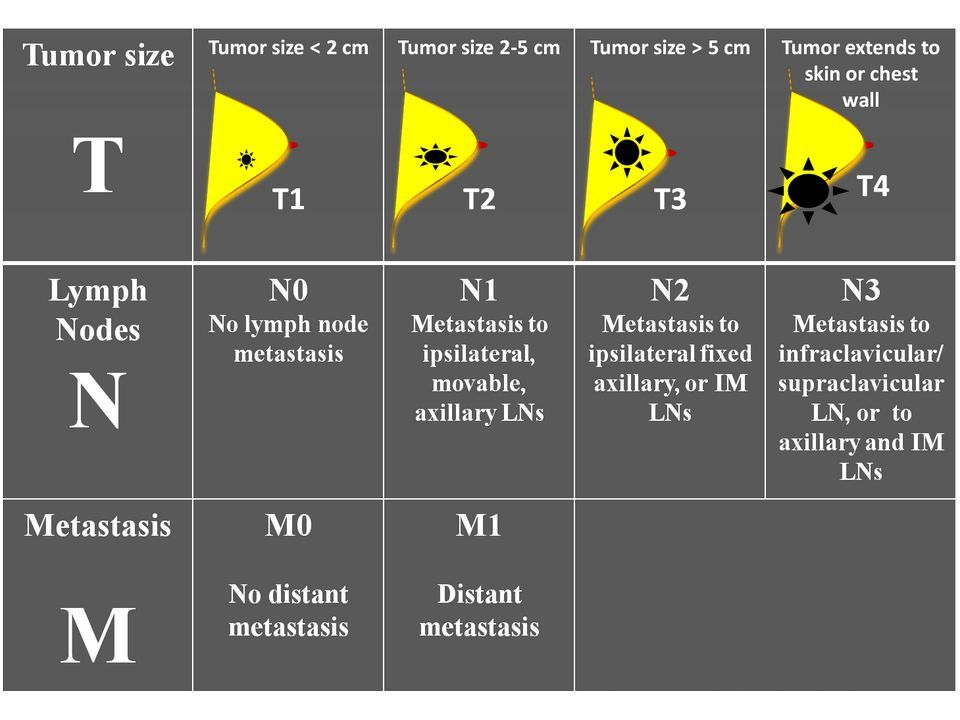 Tumor size
T
Tumor size < 2 cm
T1
Tumor size 2-5 cm
T2
Tumor size > 5 cm
T3
Tumor extends to
skin or chest
wall
T4
Lymph
Nodes
N
N0
No lymph node
metastasis
N1
Metastasis to
ipsilateral,
movable,
axillary LNs
N2
Metastasis to
ipsilateral fixed
axillary, or IM
LNs
N3
Metastasis to
infraclavicular/
supraclavicular
LN, or to
axillary and IM
LNs
Metastasis
M
M0
No distant
metastasis
M1
Distant
metastasis